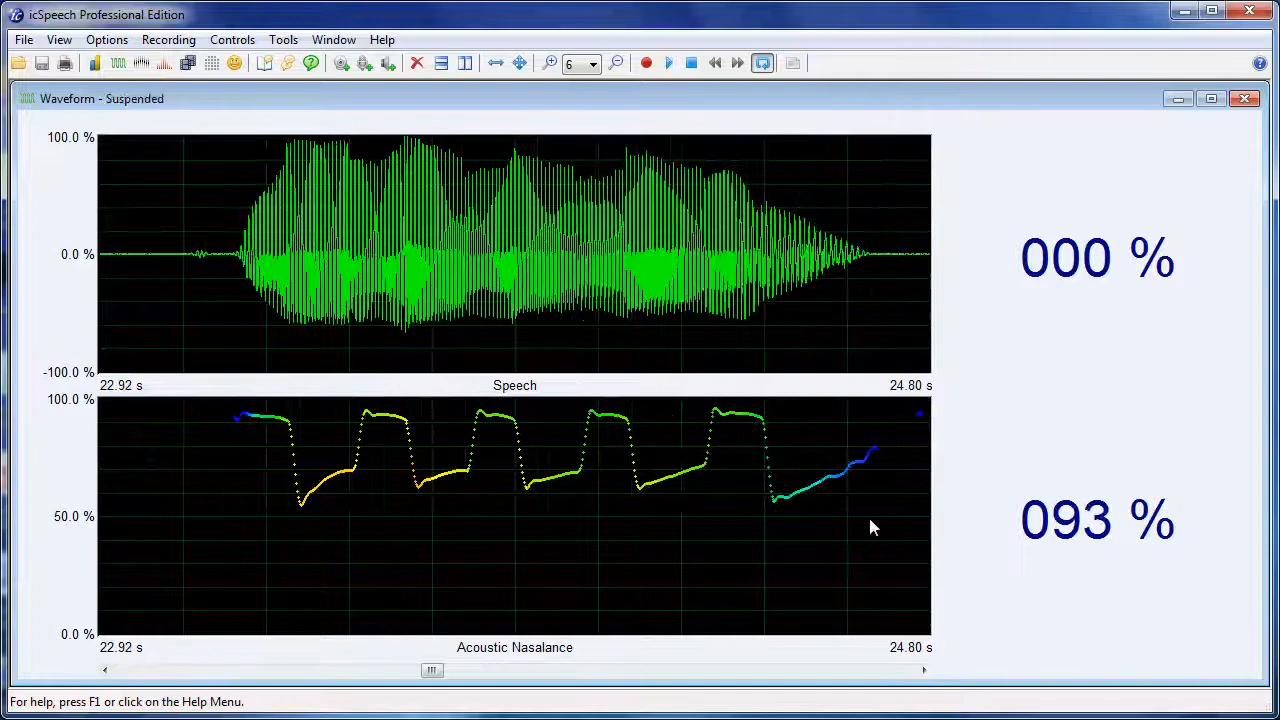 icSpeech Professional Edition
File View Options Recording Controls Tools Window Help
6
Waveform - Suspended
100.0 %
0.0 %
-100.0 %
22.92 s Speech 24.80 s
000 %
100.0 %
50.0 %
0.0 %
22.92 s Acoustic Nasalance 24.80 s
093 %
For help, press F1 or click on the Help Menu.